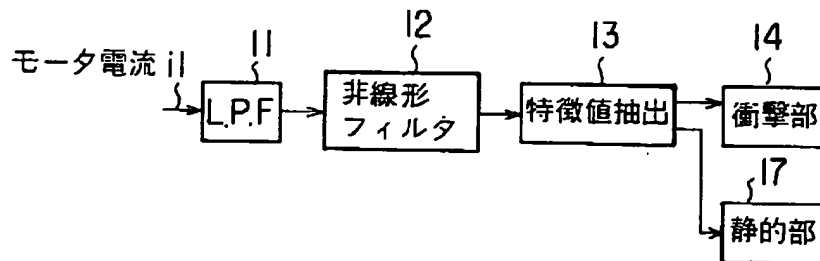 モータ電流 i1
11
L.P.F
12
非線形
フィルタ
13
特徴値抽出
14
衝撃部
17
静的部